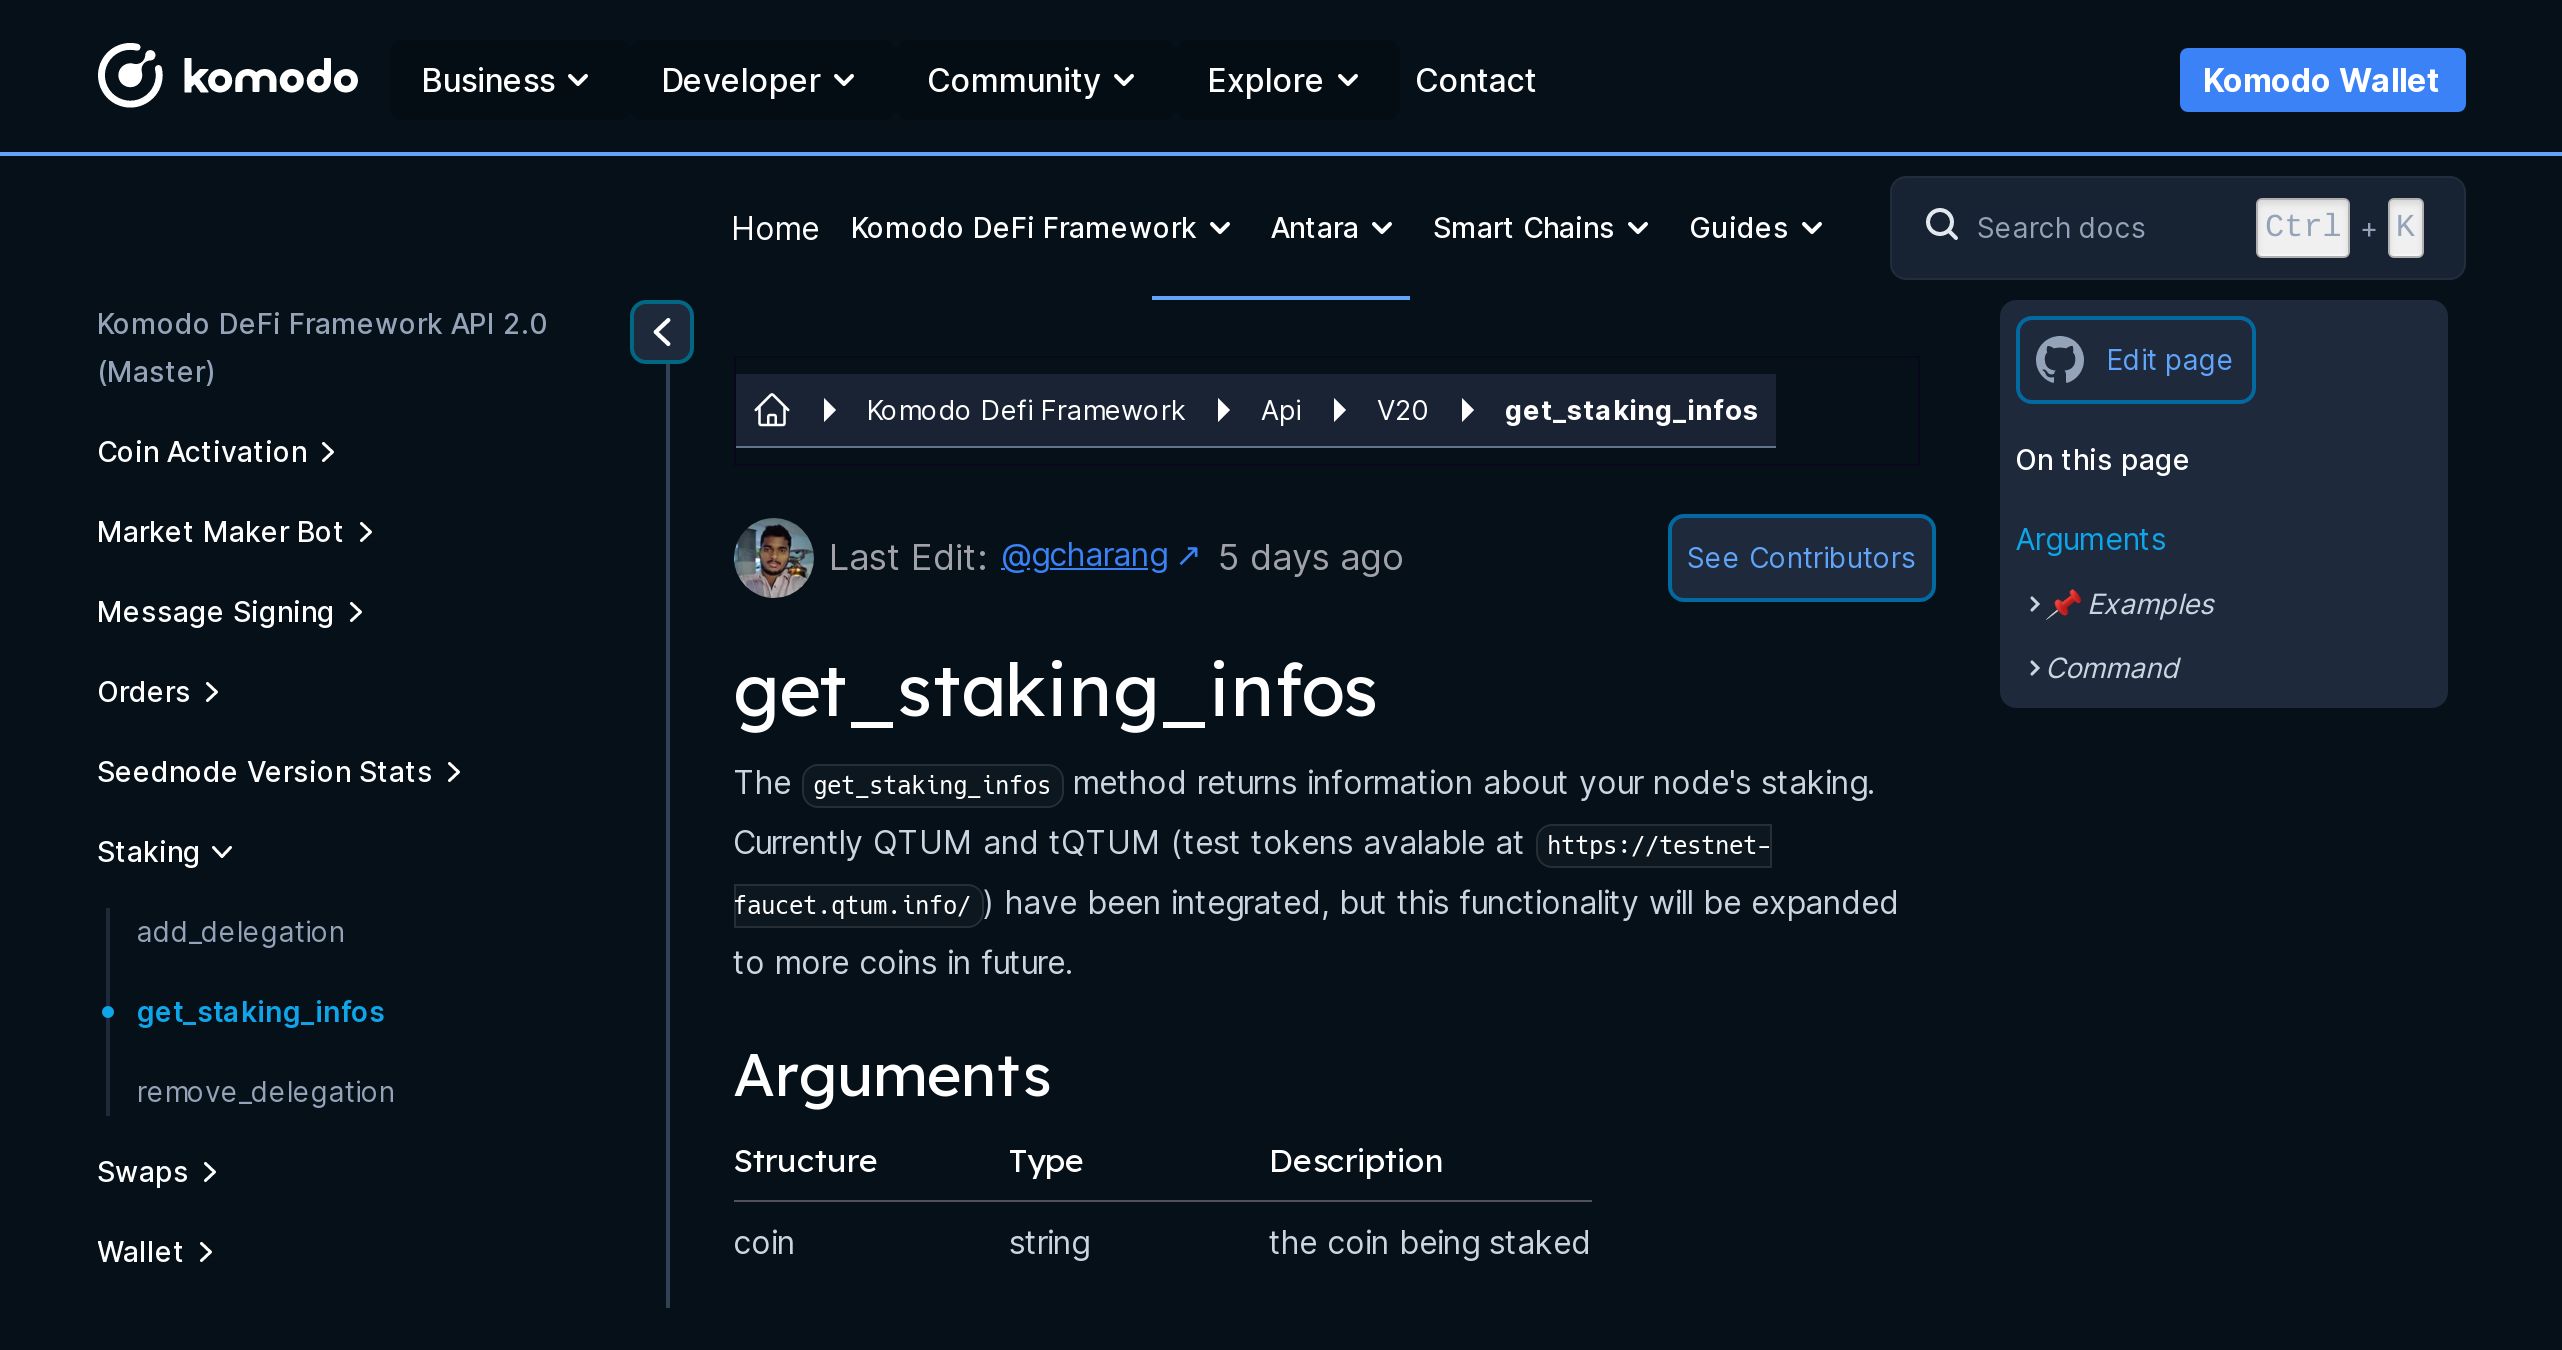 komodo
Business
Developer
Community
Explore
Contact
Komodo Wallet
Home
Komodo DeFi Framework
Antara
Smart Chains
Guides
Search docs
Ctrl + K
Komodo DeFi Framework API 2.0
(Master)
Coin Activation
Market Maker Bot
Message Signing
Orders
Seednode Version Stats
Staking
add_delegation
get_staking_infos
remove_delegation
Swaps
Wallet
Komodo Defi Framework
Api
V20
get_staking_infos
Last Edit: @gcharang ↗ 5 days ago
See Contributors
get_staking_infos
The get_staking_infos method returns information about your node's staking.
Currently QTUM and tQTUM (test tokens avalable at https://testnet-
faucet.qtum.info/) have been integrated, but this functionality will be expanded
to more coins in future.
Arguments
Structure Type Description
coin string the coin being staked
Edit page
On this page
Arguments
📌 Examples
Command